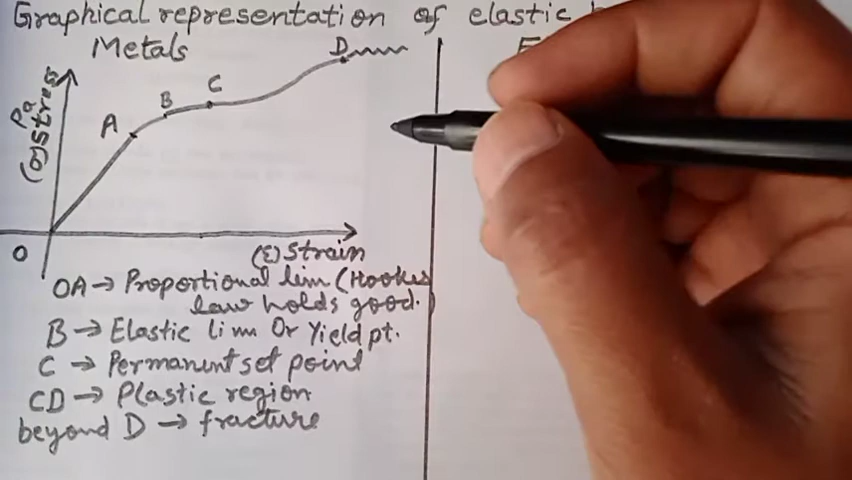 Graphical representation of elastic
Metals
D
C
B
A
Pa
(σ) Stress
O
(ε) Strain
OA → Proportional lim (Hookes
law holds good.)
B → Elastic lim Or Yield pt.
C → Permanent set point
CD → Plastic region
beyond D → fracture